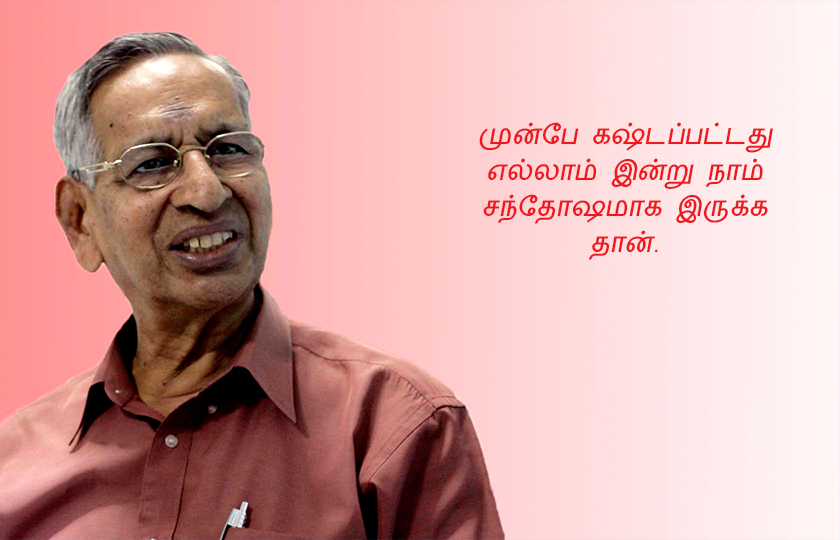 முன்பே கஷ்டப்பட்டது
எல்லாம் இன்று நாம்
சந்தோஷமாக இருக்க
தான்.